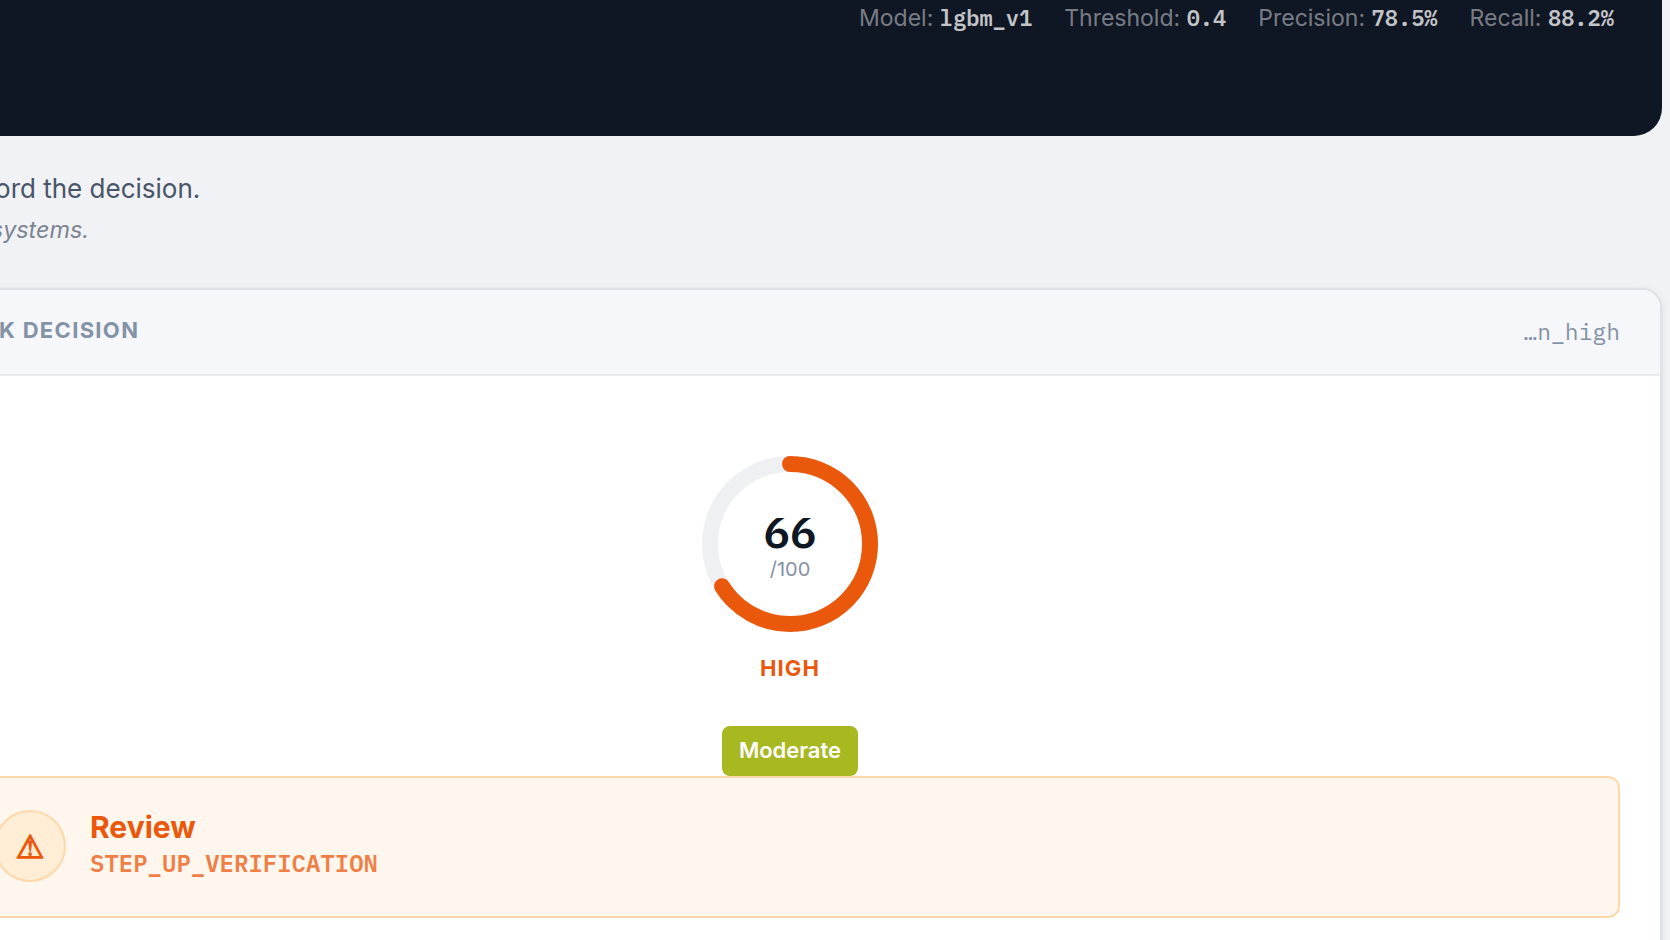 Model: lgbm_v1 Threshold: 0.4 Precision: 78.5% Recall: 88.2%
ord the decision.
systems.
K DECISION
…n_high
66
/100
HIGH
Moderate
Review
STEP_UP_VERIFICATION